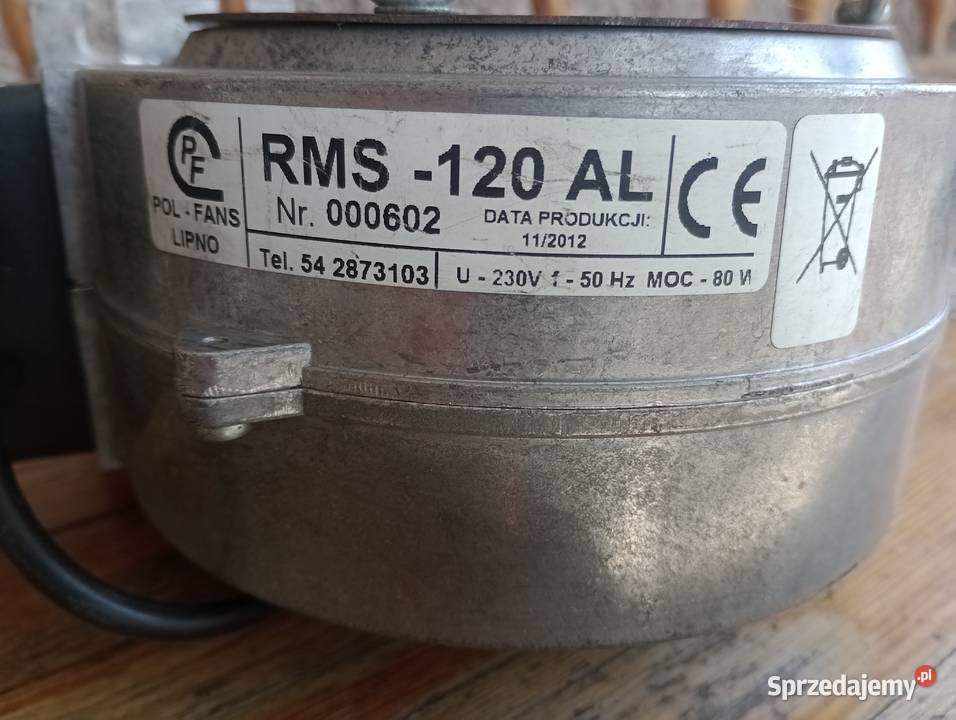 PF
POL - FANS
LIPNO
RMS -120 AL
Nr. 000602
DATA PRODUKCJI:
11/2012
CE
Tel. 54 2873103
U - 230V f - 50 Hz MOC - 80 W
Sprzedajemy.pl